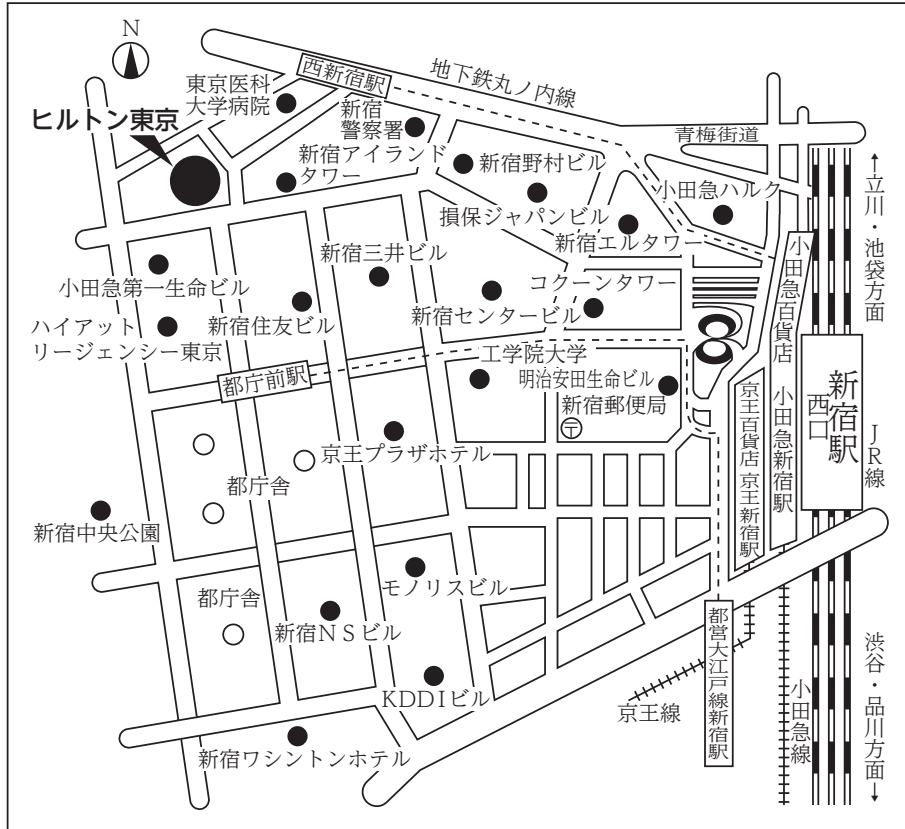 N
西新宿駅
地下鉄丸ノ内線
東京医科
大学病院
ヒルトン東京
新宿
警察署
青梅街道
新宿アイランド
タワー
新宿野村ビル
小田急ハルク
損保ジャパンビル
新宿エルタワー
←立川・池袋方面
新宿三井ビル
小田急第一生命ビル
コクーンタワー
小田急百貨店
ハイアット
リージェンシー東京
新宿住友ビル
新宿センタービル
工学院大学
都庁前駅
明治安田生命ビル
新宿郵便局
〒
新宿駅
西口
JR線
京王百貨店
京王新宿駅
小田急新宿駅
京王プラザホテル
都庁舎
新宿中央公園
都庁舎
モノリスビル
新宿NSビル
都営大江戸線新宿駅
KDDIビル
京王線
小田急線
渋谷・品川方面→
新宿ワシントンホテル